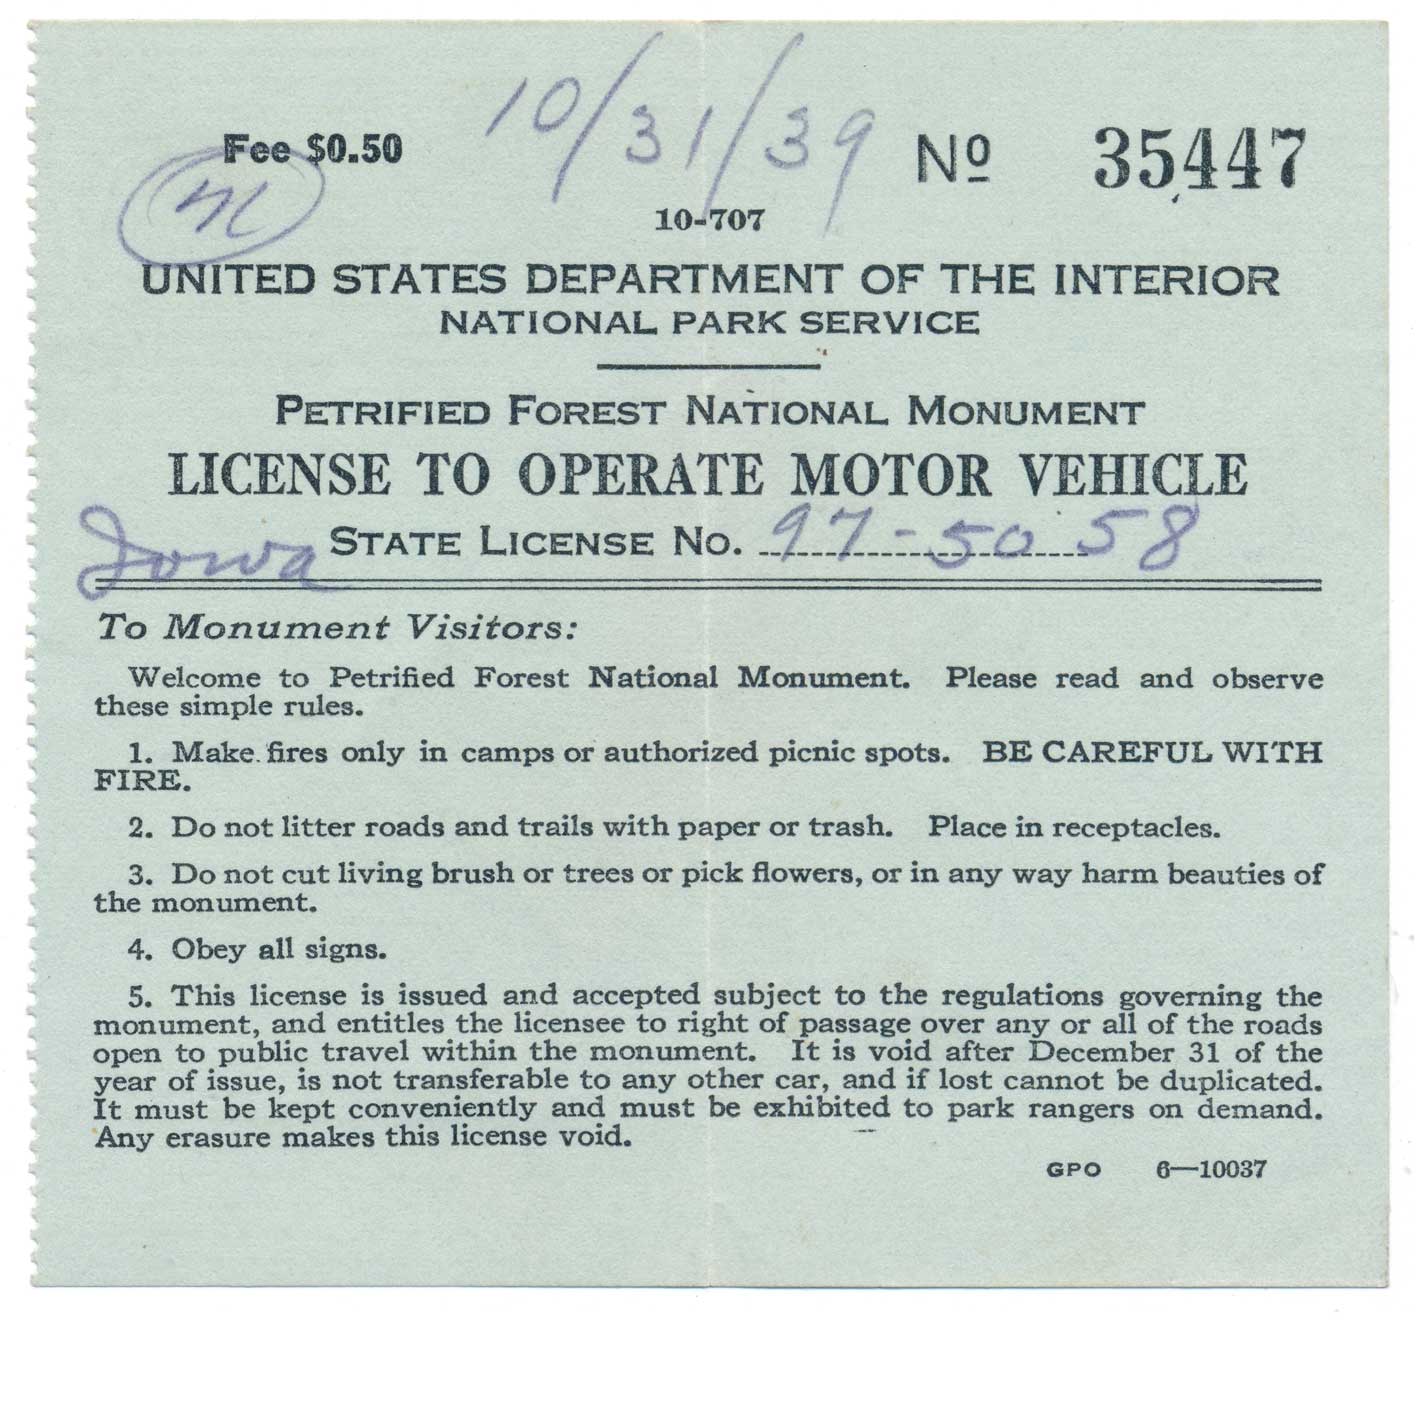 10/31/39
Fee $0.50
Nº 35447
10-707
UNITED STATES DEPARTMENT OF THE INTERIOR
NATIONAL PARK SERVICE
PETRIFIED FOREST NATIONAL MONUMENT
LICENSE TO OPERATE MOTOR VEHICLE
Iowa STATE LICENSE NO. 97-5058
To Monument Visitors:
Welcome to Petrified Forest National Monument. Please read and observe
these simple rules.
1. Make fires only in camps or authorized picnic spots. BE CAREFUL WITH
FIRE.
2. Do not litter roads and trails with paper or trash. Place in receptacles.
3. Do not cut living brush or trees or pick flowers, or in any way harm beauties of
the monument.
4. Obey all signs.
5. This license is issued and accepted subject to the regulations governing the
monument, and entitles the licensee to right of passage over any or all of the roads
open to public travel within the monument. It is void after December 31 of the
year of issue, is not transferable to any other car, and if lost cannot be duplicated.
It must be kept conveniently and must be exhibited to park rangers on demand.
Any erasure makes this license void.
GPO 6—10037